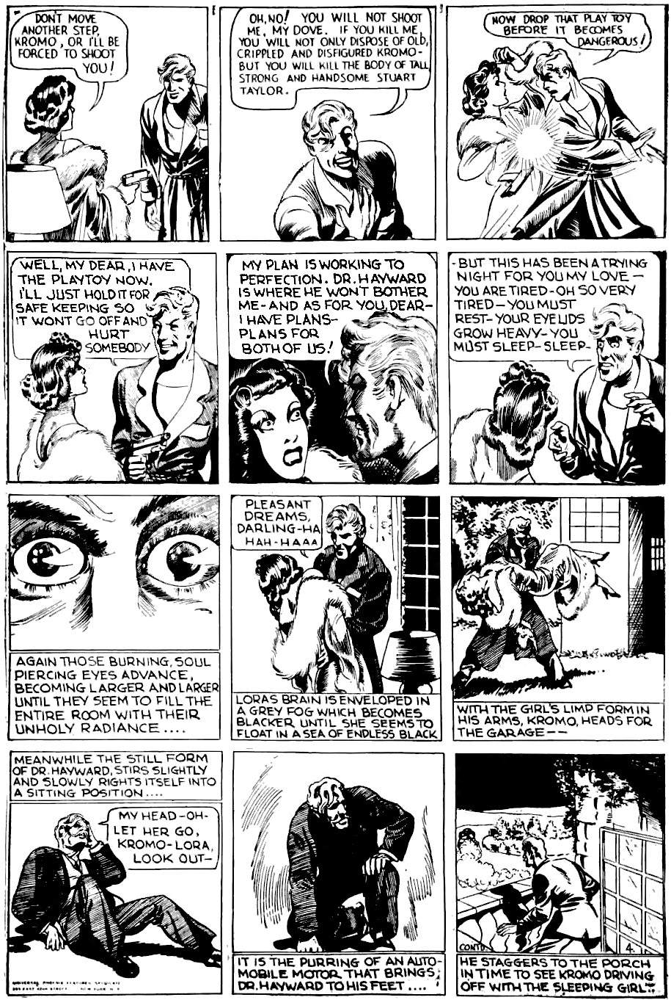 DON'T MOVE
ANOTHER STEP,
KROMO, OR I'LL BE
FORCED TO SHOOT
YOU!
OH, NO! YOU WILL NOT SHOOT
ME, MY DOVE. IF YOU KILL ME,
YOU WILL NOT ONLY DISPOSE OF OLD,
CRIPPLED AND DISFIGURED KROMO-
BUT YOU WILL KILL THE BODY OF TALL
STRONG AND HANDSOME STUART
TAYLOR.
NOW DROP THAT PLAY TOY
BEFORE IT BECOMES
DANGEROUS!
WELL, MY DEAR, I HAVE
THE PLAYTOY NOW.
I'LL JUST HOLD IT FOR
SAFE KEEPING SO
IT WONT GO OFF AND
HURT
SOMEBODY
MY PLAN IS WORKING TO
PERFECTION. DR. HAYWARD
IS WHERE HE WON'T BOTHER
ME-AND AS FOR YOU, DEAR-
I HAVE PLANS-
PLANS FOR
BOTH OF US!
-BUT THIS HAS BEEN A TRYING
NIGHT FOR YOU MY LOVE-
YOU ARE TIRED-OH SO VERY
TIRED-YOU MUST
REST-YOUR EYELIDS
GROW HEAVY-YOU
MUST SLEEP-SLEEP-
AGAIN THOSE BURNING, SOUL
PIERCING EYES ADVANCE,
BECOMING LARGER AND LARGER
UNTIL THEY SEEM TO FILL THE
ENTIRE ROOM WITH THEIR
UNHOLY RADIANCE ....
PLEASANT
DREAMS,
DARLING-HA
HAH-HAAA
LORAS BRAIN IS ENVELOPED IN
A GREY FOG WHICH BECOMES
BLACKER UNTIL SHE SEEMS TO
FLOAT IN A SEA OF ENDLESS BLACK
WITH THE GIRL'S LIMP FORM IN
HIS ARMS, KROMO, HEADS FOR
THE GARAGE--
MEANWHILE THE STILL FORM
OF DR. HAYWARD, STIRS SLIGHTLY
AND SLOWLY RIGHTS ITSELF INTO
A SITTING POSITION....
MY HEAD-OH-
LET HER GO,
KROMO-LORA,
LOOK OUT-
UNIVERSAL PHOENIX FEATURES SYNDICATE
NEW YORK N.Y.
IT IS THE PURRING OF AN AUTO-
MOBILE MOTOR THAT BRINGS
DR. HAYWARD TO HIS FEET ....
CONTD.
4.
HE STAGGERS TO THE PORCH
IN TIME TO SEE KROMO DRIVING
OFF WITH THE SLEEPING GIRL...